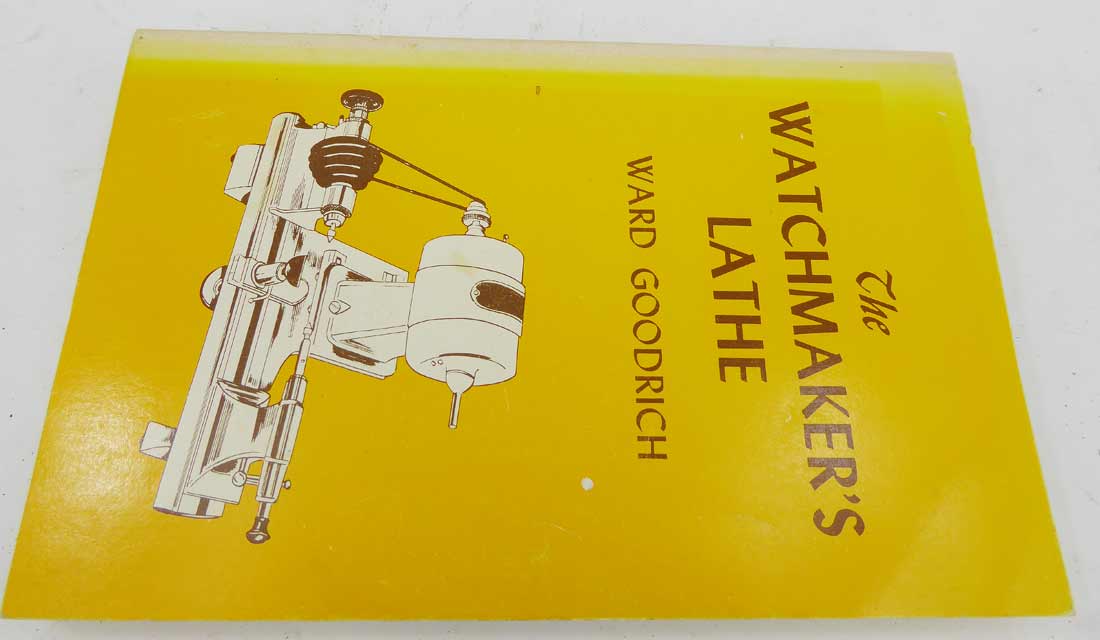 The
WATCHMAKER'S
LATHE
WARD GOODRICH